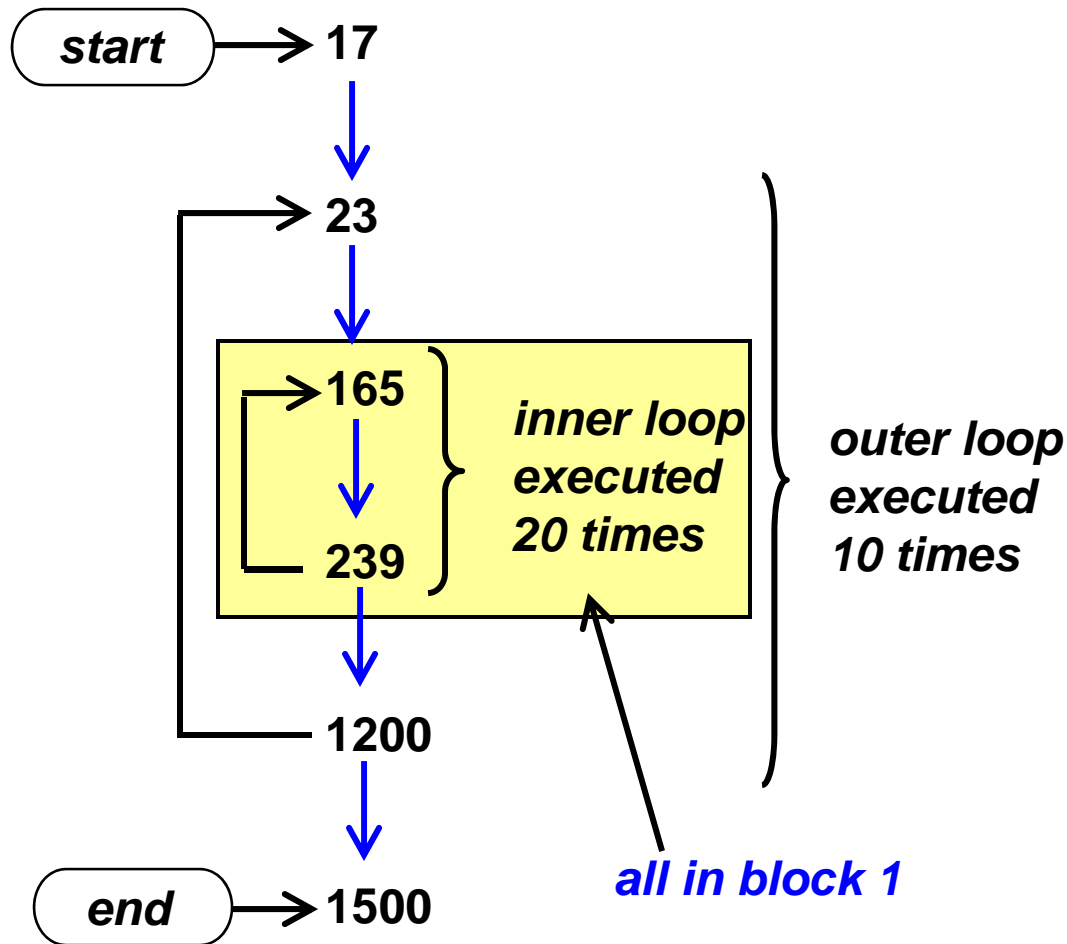 start
17
23
165
inner loop
executed
20 times
239
outer loop
executed
10 times
1200
all in block 1
end
1500